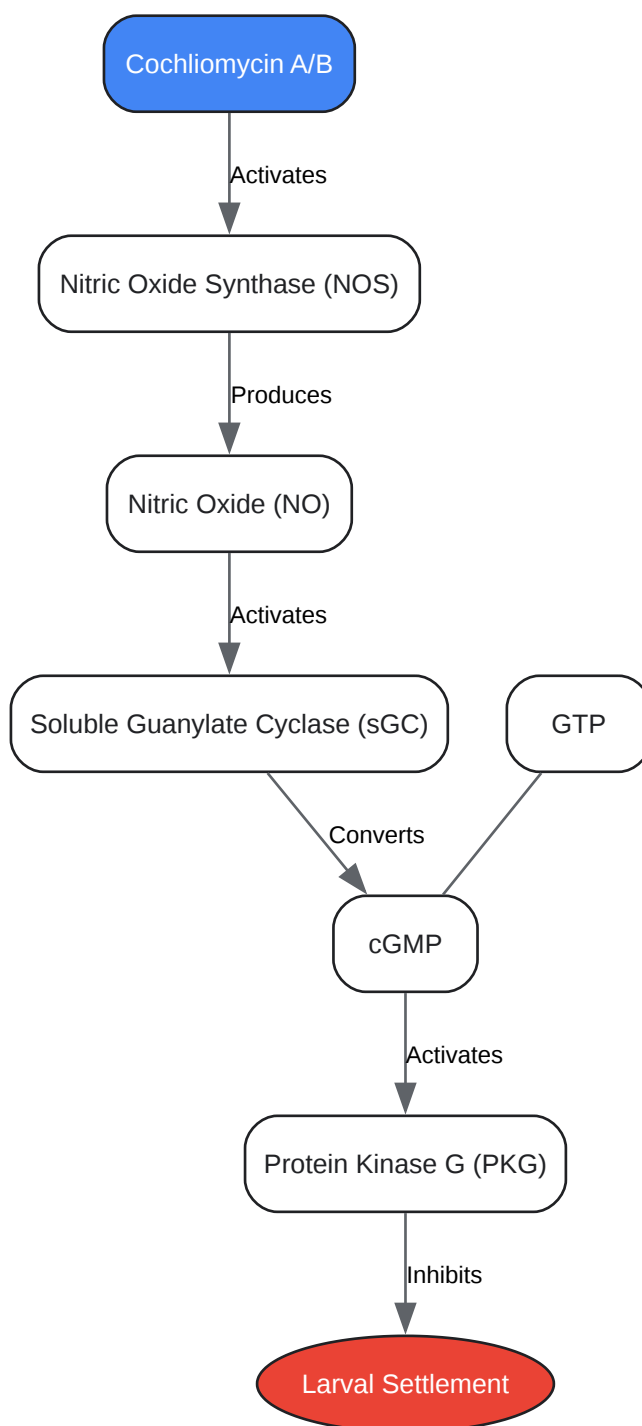 Cochliomycin A/B
Activates
Nitric Oxide Synthase (NOS)
Produces
Nitric Oxide (NO)
Activates
Soluble Guanylate Cyclase (sGC)
GTP
Converts
cGMP
Activates
Protein Kinase G (PKG)
Inhibits
Larval Settlement